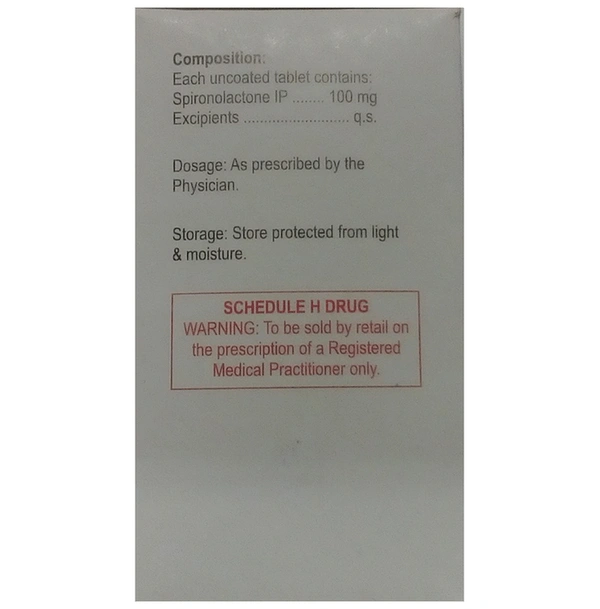 Composition:
Each uncoated tablet contains:
Spironolactone IP ........ 100 mg
Excipients .......................... q.s.
Dosage: As prescribed by the
Physician.
Storage: Store protected from light
& moisture.
SCHEDULE H DRUG
WARNING: To be sold by retail on
the prescription of a Registered
Medical Practitioner only.